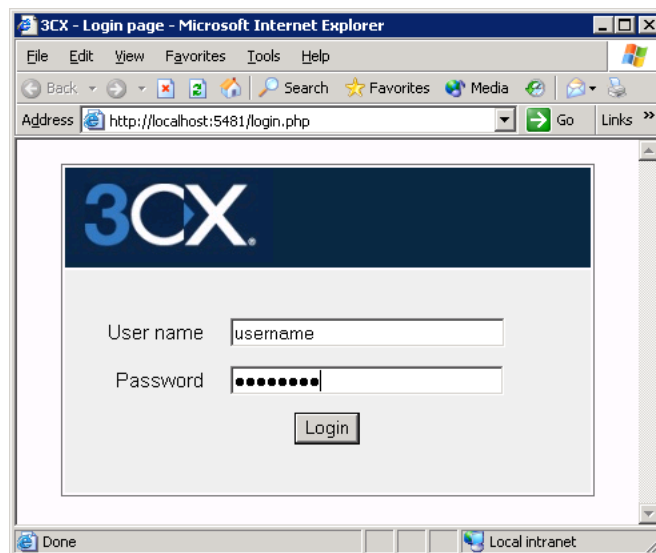 3CX - Login page - Microsoft Internet Explorer
File Edit View Favorites Tools Help
Back Search Favorites Media
Address http://localhost:5481/login.php Go Links »
3CX®
User name username
Password ●●●●●●●●
Login
Done Local intranet